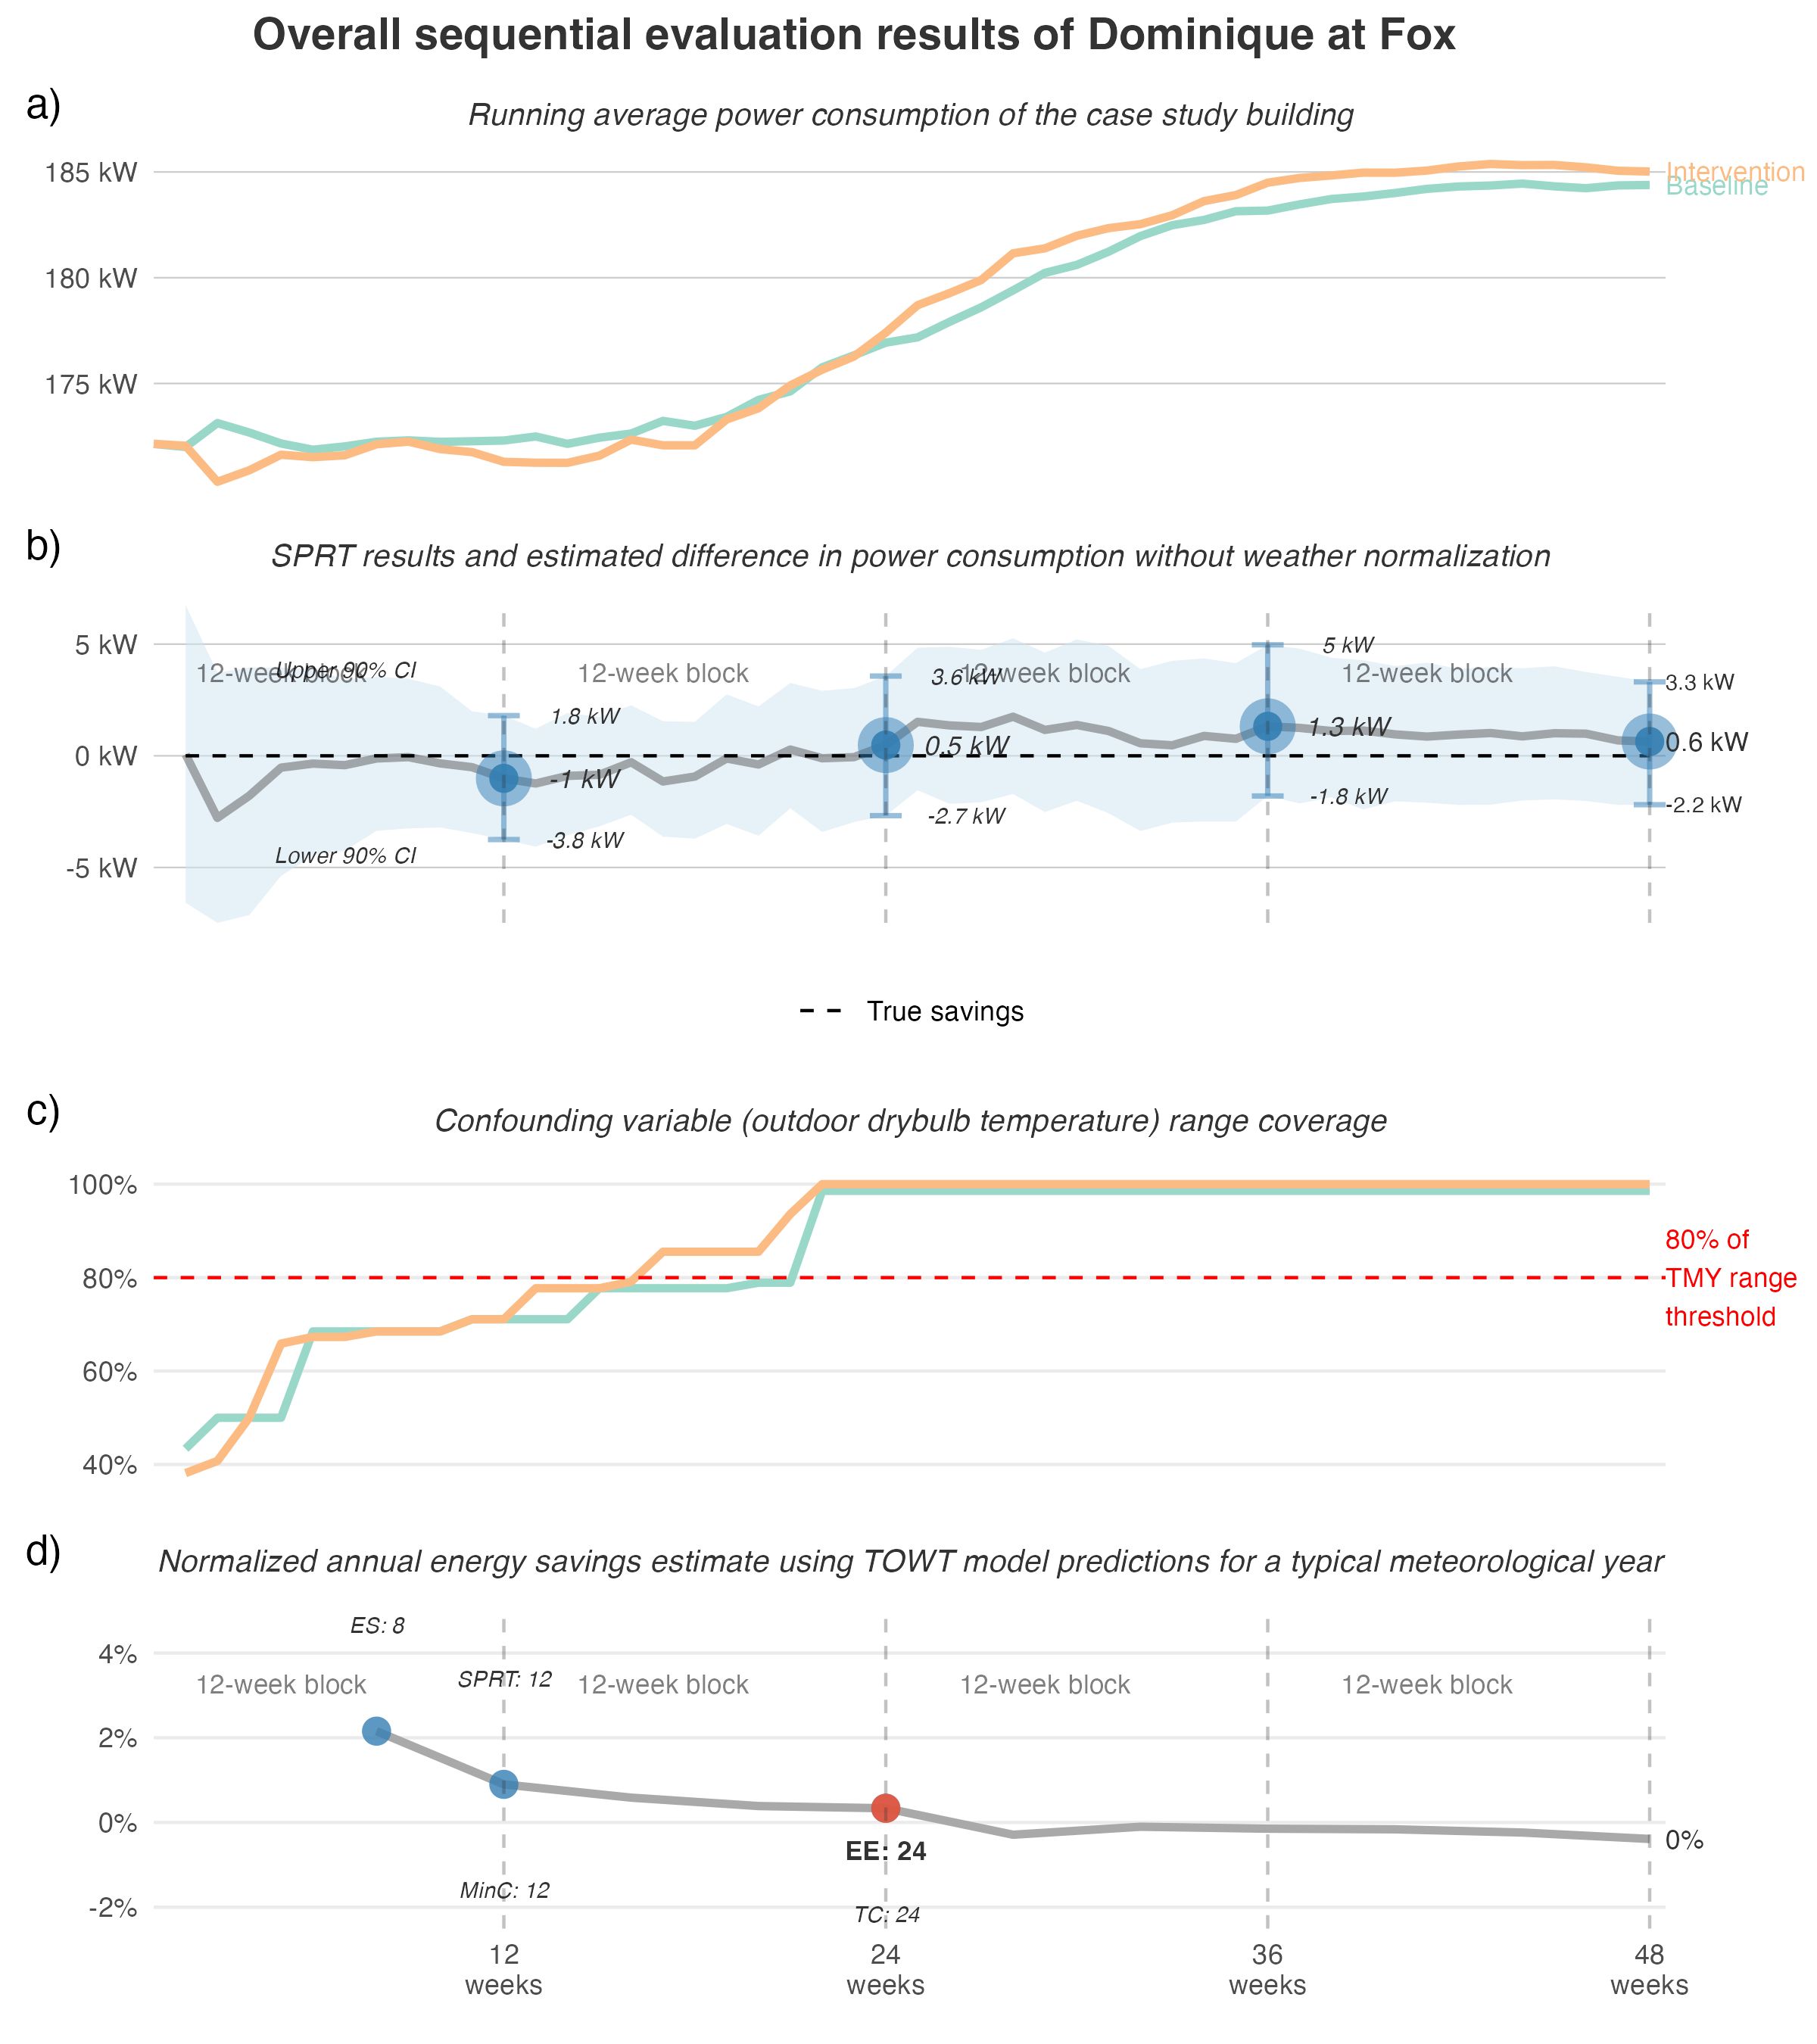 Overall sequential evaluation results of Dominique at Fox
a)
Running average power consumption of the case study building
185 kW
180 kW
175 kW
Intervention
Baseline
b)
SPRT results and estimated difference in power consumption without weather normalization
5 kW
0 kW
-5 kW
12-week block
12-week block
12-week block
12-week block
Upper 90% CI
Lower 90% CI
1.8 kW
-1 kW
-3.8 kW
3.6 kW
0.5 kW
-2.7 kW
5 kW
1.3 kW
-1.8 kW
3.3 kW
0.6 kW
-2.2 kW
True savings
c)
Confounding variable (outdoor drybulb temperature) range coverage
100%
80%
60%
40%
80% of
TMY range
threshold
d)
Normalized annual energy savings estimate using TOWT model predictions for a typical meteorological year
4%
2%
0%
-2%
ES: 8
SPRT: 12
12-week block
12-week block
12-week block
12-week block
EE: 24
MinC: 12
TC: 24
0%
12
weeks
24
weeks
36
weeks
48
weeks